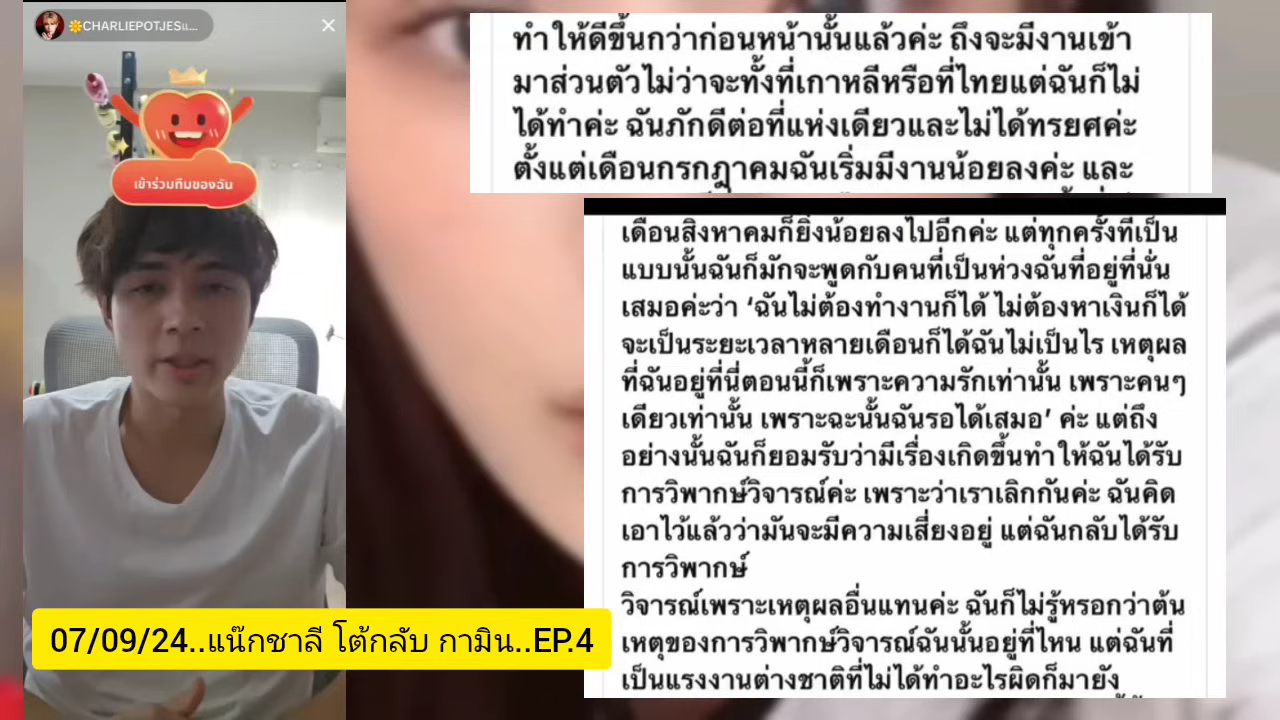 🌼CHARLIEPOTJESแ...
เข้าร่วมทีมของฉัน
ทำให้ดีขึ้นกว่าก่อนหน้านั้นแล้วค่ะ ถึงจะมีงานเข้า
มาส่วนตัวไม่ว่าจะทั้งที่เกาหลีหรือที่ไทยแต่ฉันก็ไม่
ได้ทำค่ะ ฉันภักดีต่อที่แห่งเดียวและไม่ได้ทรยศค่ะ
ตั้งแต่เดือนกรกฎาคมฉันเริ่มมีงานน้อยลงค่ะ และ
เดือนสิงหาคมก็ยิ่งน้อยลงไปอีกค่ะ แต่ทุกครั้งที่เป็น
แบบนั้นฉันก็มักจะพูดกับคนที่เป็นห่วงฉันที่อยู่ที่นั่น
เสมอค่ะว่า ‘ฉันไม่ต้องทำงานก็ได้ ไม่ต้องหาเงินก็ได้
จะเป็นระยะเวลาหลายเดือนก็ได้ฉันไม่เป็นไร เหตุผล
ที่ฉันอยู่ที่นี่ตอนนี้ก็เพราะความรักเท่านั้น เพราะคนๆ
เดียวเท่านั้น เพราะฉะนั้นฉันรอได้เสมอ’ ค่ะ แต่ถึง
อย่างนั้นฉันก็ยอมรับว่ามีเรื่องเกิดขึ้นทำให้ฉันได้รับ
การวิพากษ์วิจารณ์ค่ะ เพราะว่าเราเลิกกันค่ะ ฉันคิด
เอาไว้แล้วว่ามันจะมีความเสี่ยงอยู่ แต่ฉันกลับได้รับ
การวิพากษ์
วิจารณ์เพราะเหตุผลอื่นแทนค่ะ ฉันก็ไม่รู้หรอกว่าต้น
เหตุของการวิพากษ์วิจารณ์ฉันนั้นอยู่ที่ไหน แต่ฉันที่
เป็นแรงงานต่างชาติที่ไม่ได้ทำอะไรผิดก็มายัง
07/09/24..แน๊กชาลี โต้กลับ กามิน..EP.4